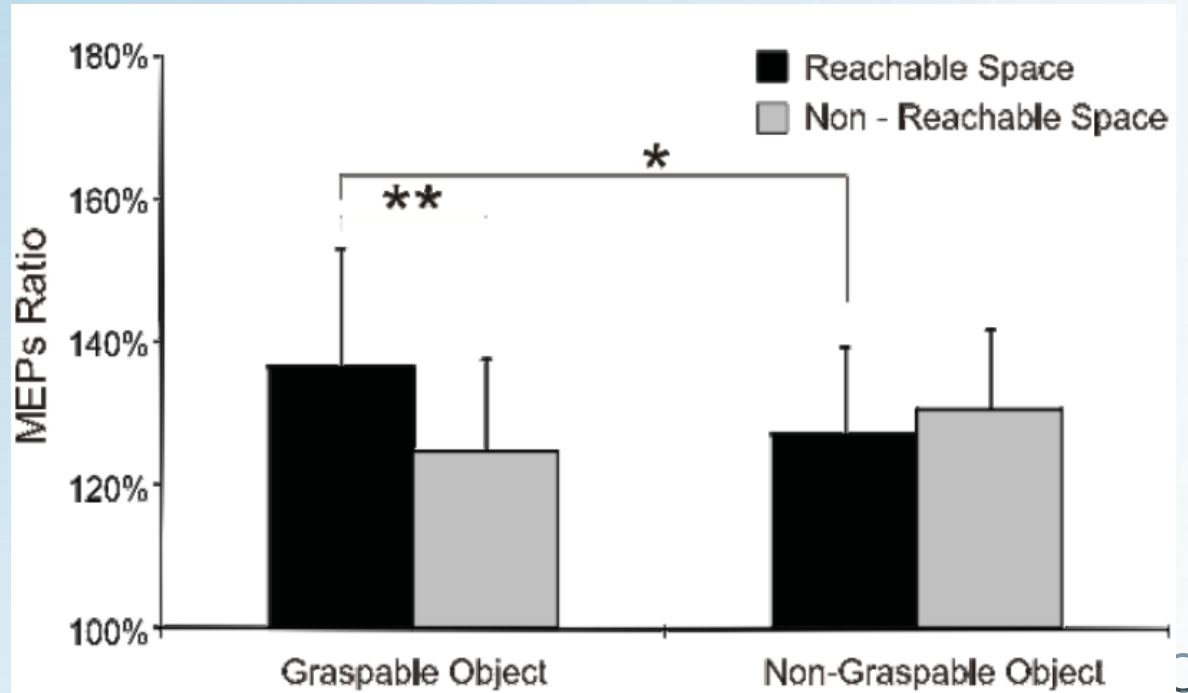 180%
Reachable Space
Non - Reachable Space
*
160%
**
MEPs Ratio
140%
120%
100%
Graspable Object
Non-Graspable Object